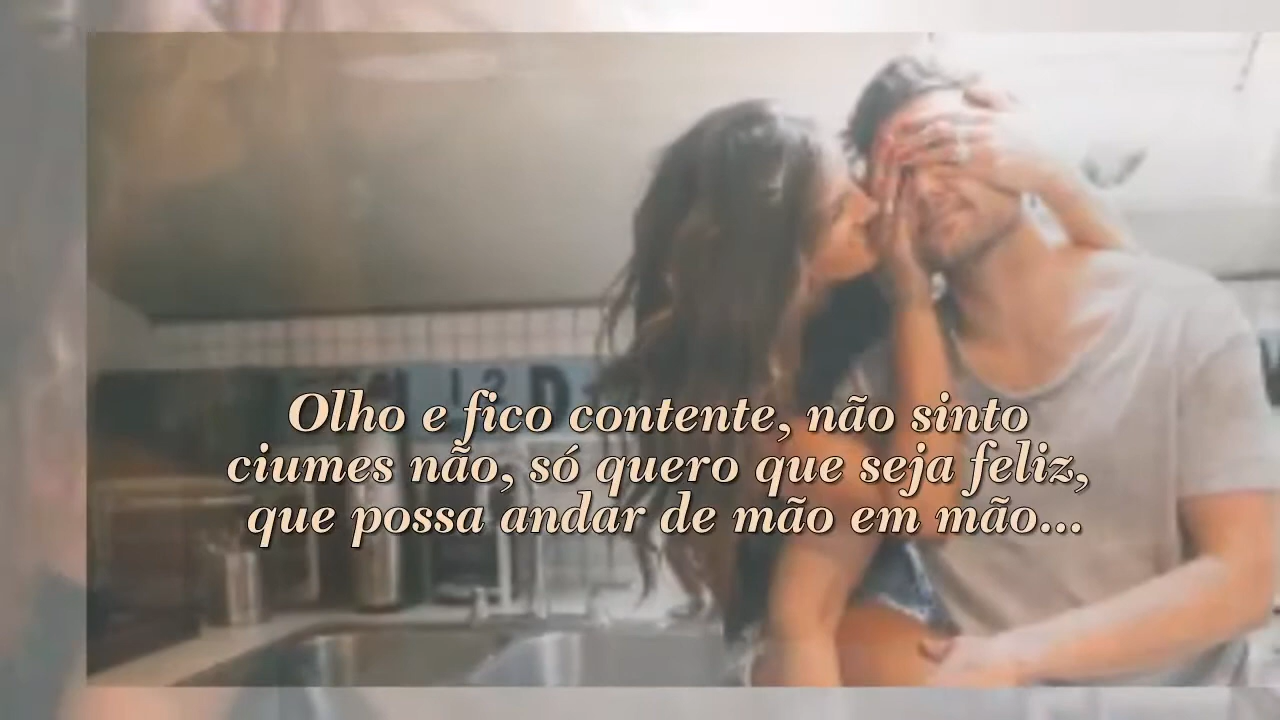 Olho e fico contente, não sinto
ciumes não, só quero que seja feliz,
que possa andar de mão em mão...